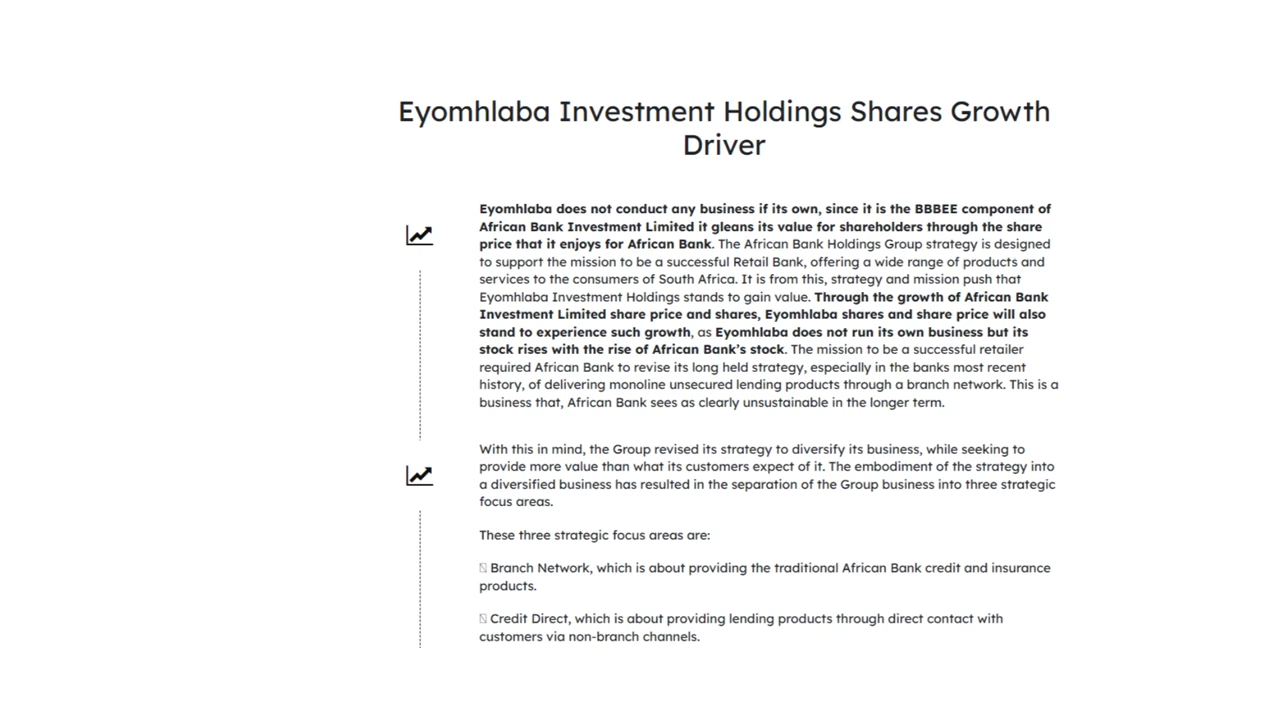 Eyomhlaba Investment Holdings Shares Growth
Driver
Eyomhlaba does not conduct any business if its own, since it is the BBBEE component of
African Bank Investment Limited it gleans its value for shareholders through the share
price that it enjoys for African Bank. The African Bank Holdings Group strategy is designed
to support the mission to be a successful Retail Bank, offering a wide range of products and
services to the consumers of South Africa. It is from this, strategy and mission push that
Eyomhlaba Investment Holdings stands to gain value. Through the growth of African Bank
Investment Limited share price and shares, Eyomhlaba shares and share price will also
stand to experience such growth, as Eyomhlaba does not run its own business but its
stock rises with the rise of African Bank's stock. The mission to be a successful retailer
required African Bank to revise its long held strategy, especially in the banks most recent
history, of delivering monoline unsecured lending products through a branch network. This is a
business that, African Bank sees as clearly unsustainable in the longer term.
With this in mind, the Group revised its strategy to diversify its business, while seeking to
provide more value than what its customers expect of it. The embodiment of the strategy into
a diversified business has resulted in the separation of the Group business into three strategic
focus areas.
These three strategic focus areas are:
Branch Network, which is about providing the traditional African Bank credit and insurance
products.
Credit Direct, which is about providing lending products through direct contact with
customers via non-branch channels.